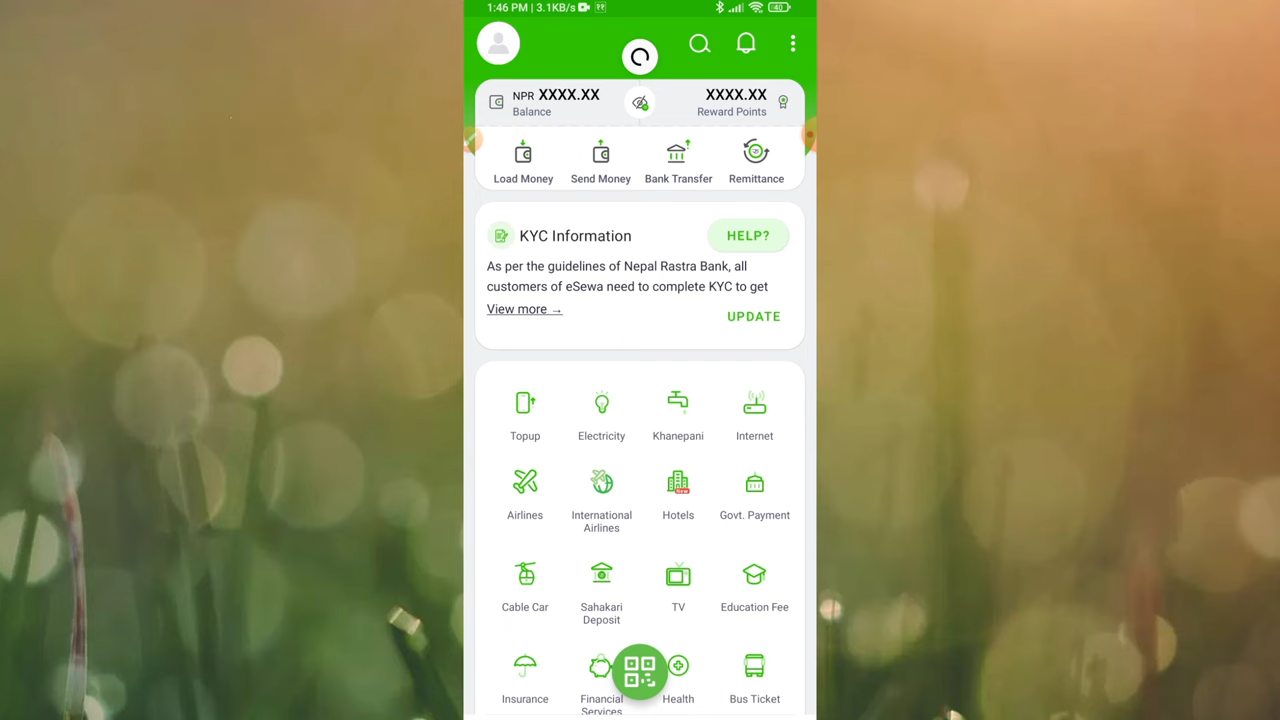 1:46 PM | 3.1KB/s
40
NPR XXXX.XX
Balance
XXXX.XX
Reward Points
Load Money
Send Money
Bank Transfer
Remittance
KYC Information
HELP?
As per the guidelines of Nepal Rastra Bank, all
customers of eSewa need to complete KYC to get
View more →
UPDATE
Topup
Electricity
Khanepani
Internet
Airlines
International
Airlines
Hotels
New
Govt. Payment
Cable Car
Sahakari
Deposit
TV
Education Fee
Insurance
Financial
Services
Health
Bus Ticket